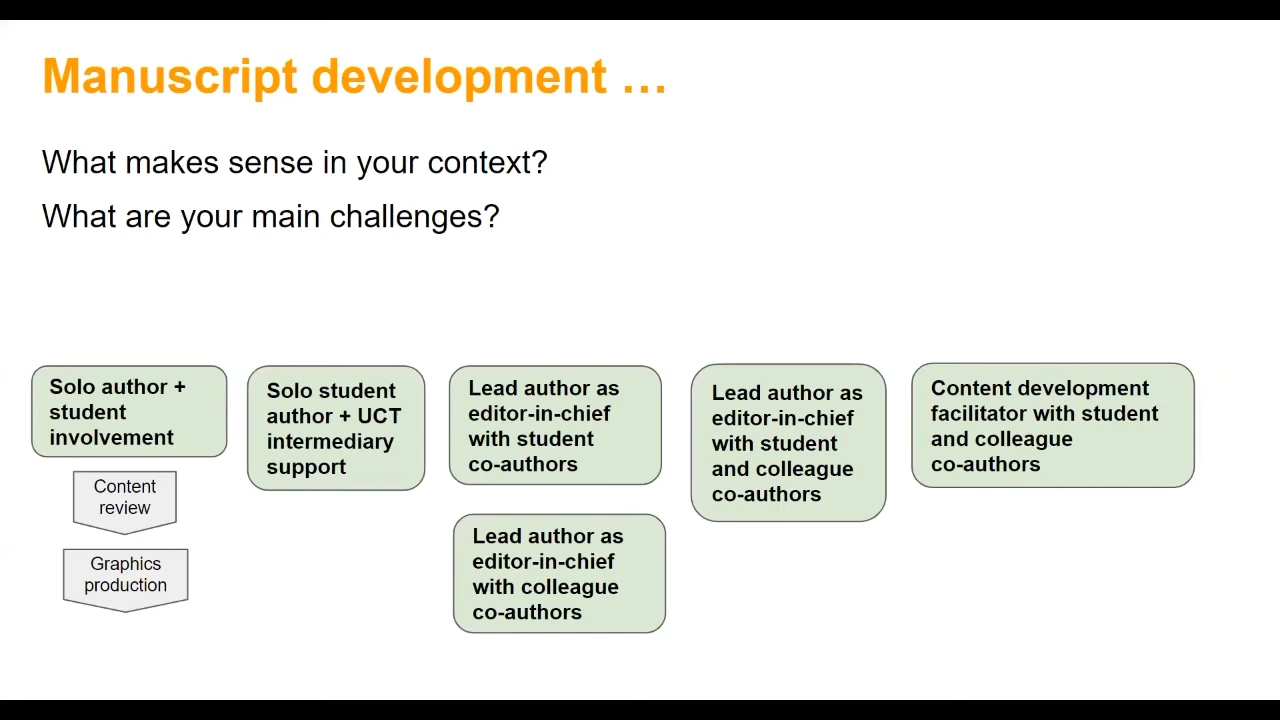 Manuscript development …
What makes sense in your context?
What are your main challenges?
Solo author +
student
involvement
Content
review
Graphics
production
Solo student
author + UCT
intermediary
support
Lead author as
editor-in-chief
with student
co-authors
Lead author as
editor-in-chief
with colleague
co-authors
Lead author as
editor-in-chief
with student
and colleague
co-authors
Content development
facilitator with student
and colleague
co-authors